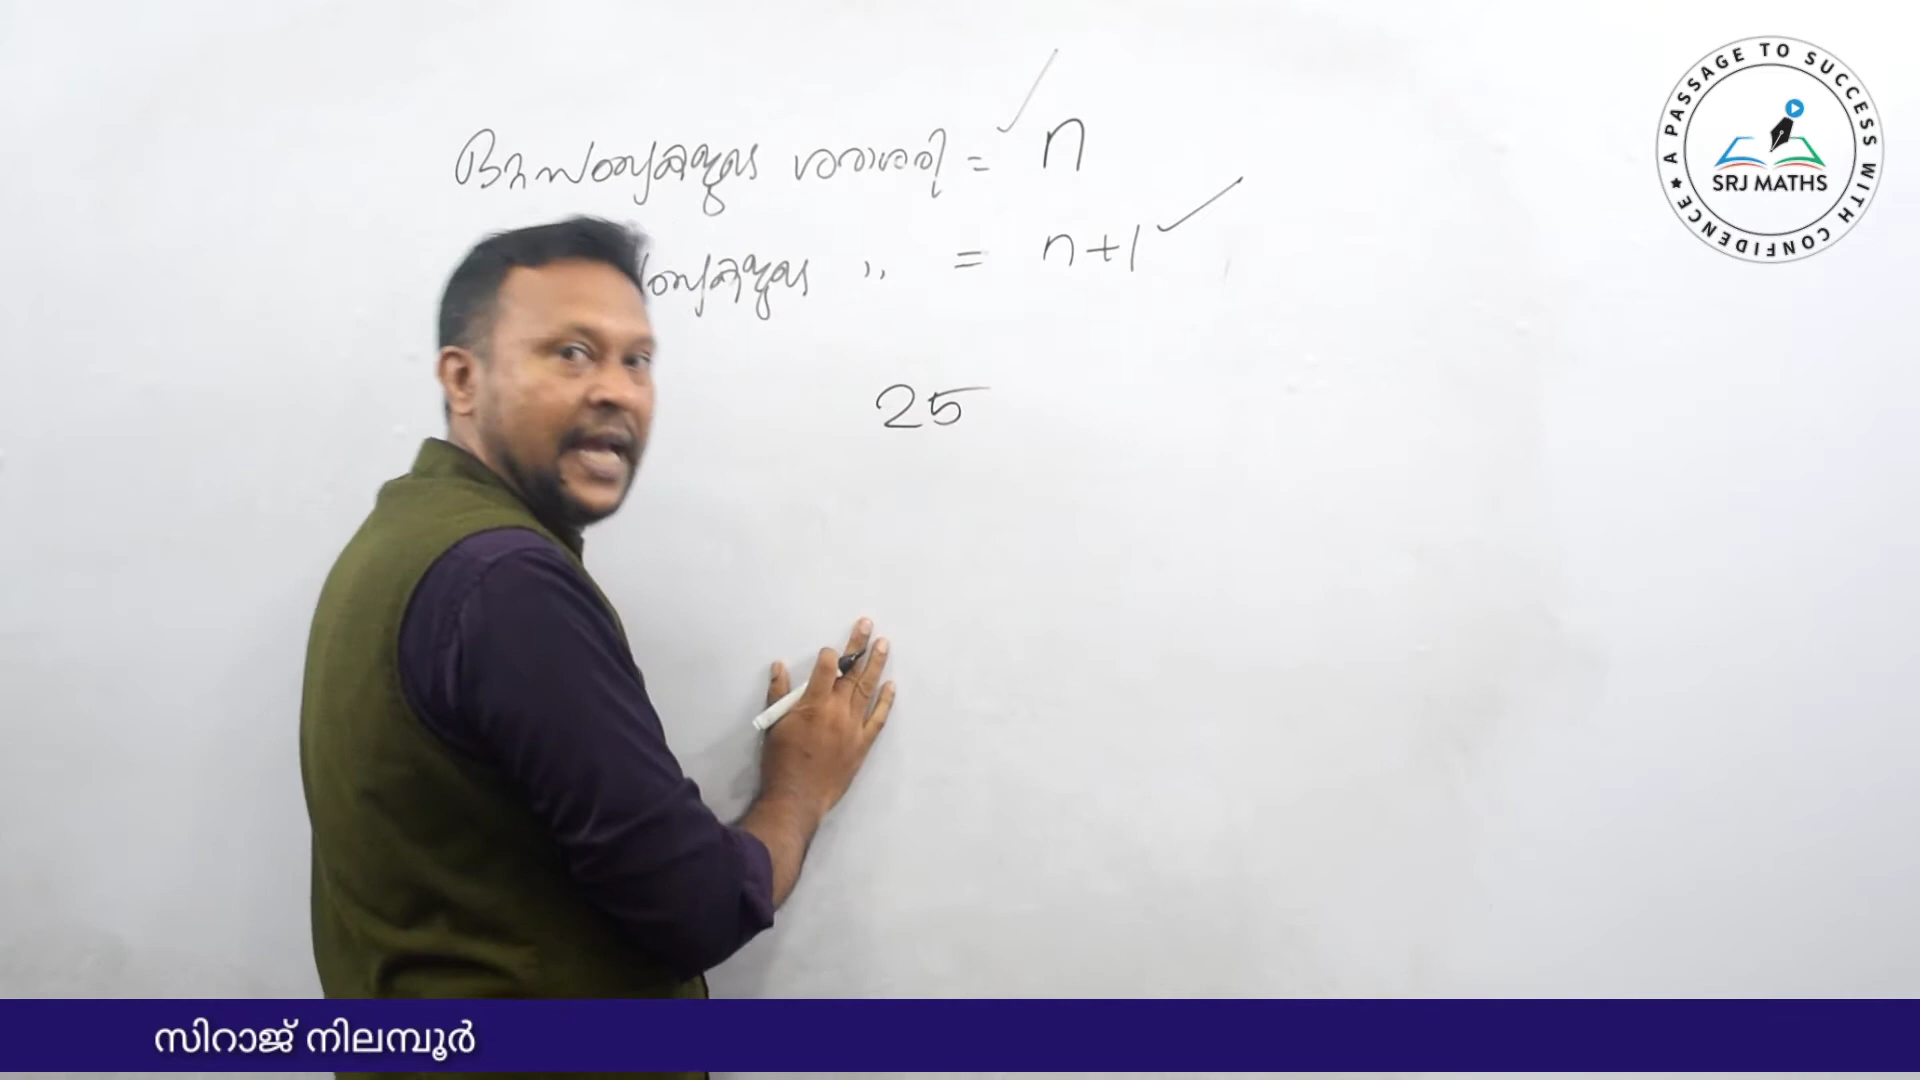 ഒറ്റസംഖ്യകളുടെ ശരാശരി = n
ഖ്യകളുടെ ,, = n+1
25
A PASSAGE TO SUCCESS WITH CONFIDENCE
SRJ MATHS
സിറാജ് നിലമ്പൂർ